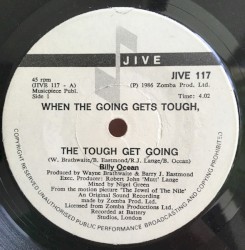 JIVE
45 rpm
(JIVS 117 - A)
Musicpiece Publ.
Side 1
JIVE 117
(P) 1986 Zomba Prod. Ltd.
Time: 4.02
WHEN THE GOING GETS TOUGH,
THE TOUGH GET GOING
(W. Brathwaite/B. Eastmond/R.J. Lange/B. Ocean)
Billy Ocean
Produced by Wayne Brathwaite & Barry J. Eastmond
Exec. Producer: Robert John "Mutt" Lange
Mixed by Nigel Green
From the motion picture 'The Jewel of The Nile'
An Original Sound Recording
made by Zomba Prod. Ltd.
Licensed from Zomba Productions Ltd.
Recorded at Battery
Studios, London
COPYRIGHT RESERVED UNAUTHORISED PUBLIC PERFORMANCE BROADCASTING AND COPYING PROHIBITED